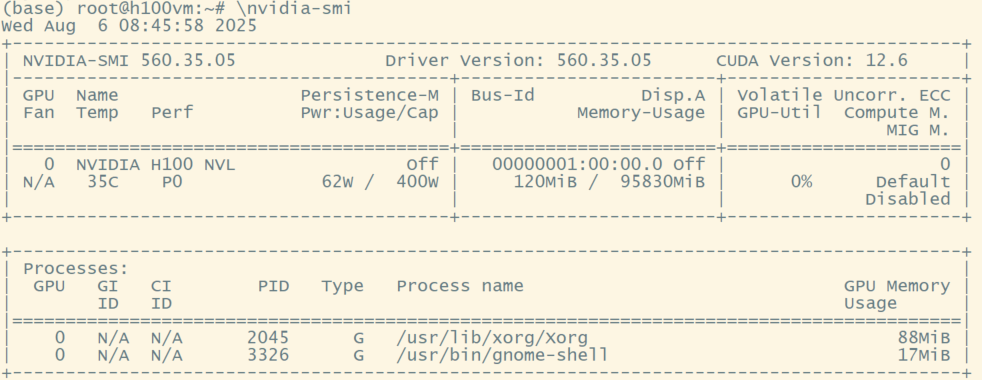 (base) root@h100vm:~# \nvidia-smi
Wed Aug  6 08:45:58 2025
+-----------------------------------------------------------------------------------------+
| NVIDIA-SMI 560.35.05              Driver Version: 560.35.05      CUDA Version: 12.6     |
|-----------------------------------------+------------------------+----------------------+
| GPU  Name                 Persistence-M | Bus-Id          Disp.A | Volatile Uncorr. ECC |
| Fan  Temp   Perf          Pwr:Usage/Cap |           Memory-Usage | GPU-Util  Compute M. |
|                                         |                        |               MIG M. |
|=========================================+========================+======================|
|   0  NVIDIA H100 NVL                Off |   00000001:00:00.0 Off |                    0 |
| N/A   35C    P0             62W /  400W |     120MiB /  95830MiB |      0%      Default |
|                                         |                        |             Disabled |
+-----------------------------------------+------------------------+----------------------+
+-----------------------------------------------------------------------------------------+
| Processes:                                                                              |
|  GPU   GI   CI        PID   Type   Process name                              GPU Memory |
|        ID   ID                                                               Usage      |
|=========================================================================================|
|    0   N/A  N/A      2045      G   /usr/lib/xorg/Xorg                             88MiB |
|    0   N/A  N/A      3326      G   /usr/bin/gnome-shell                           17MiB |
+-----------------------------------------------------------------------------------------+